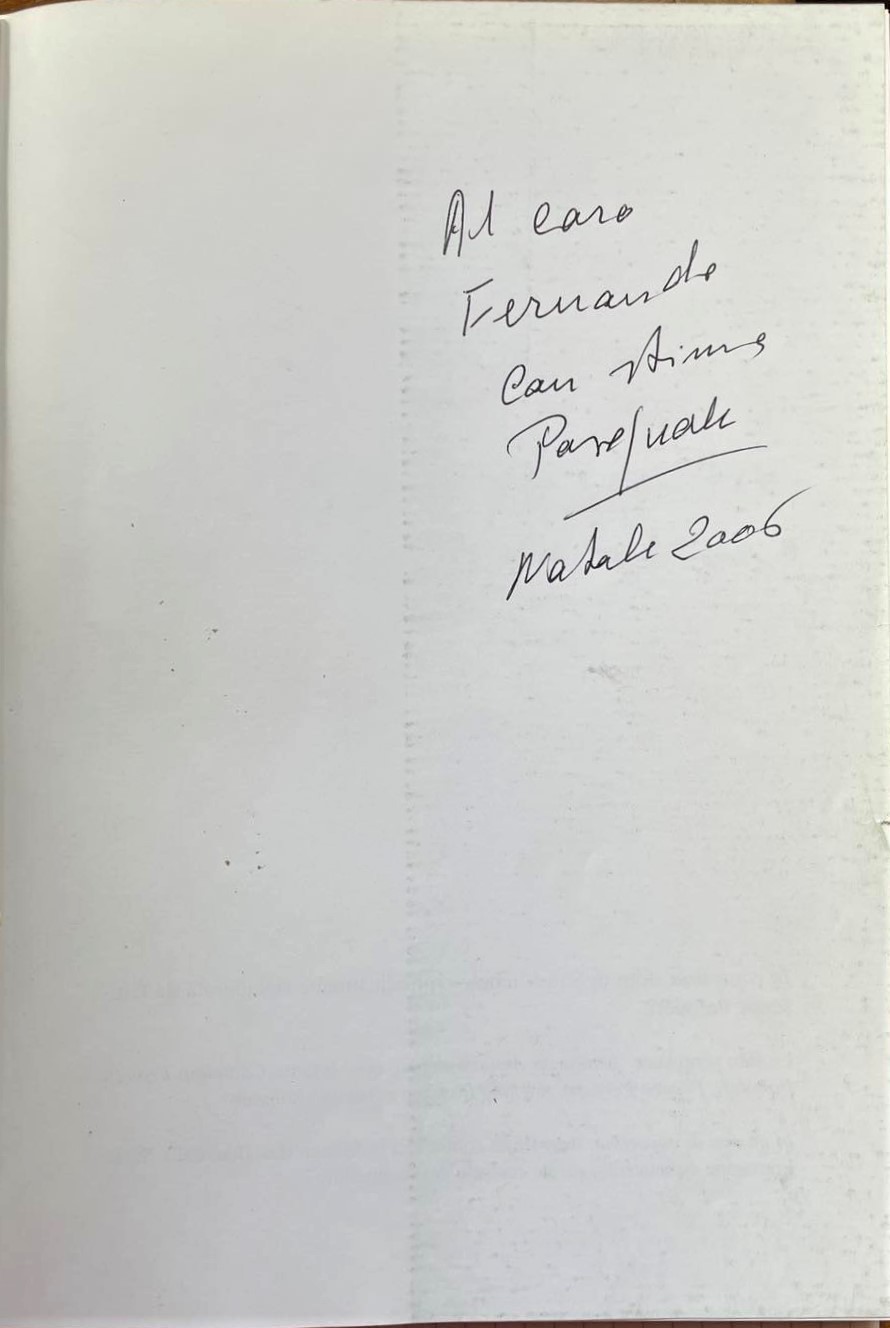 Al caro
Fernando
Con stima
Pasquale
Natale 2006